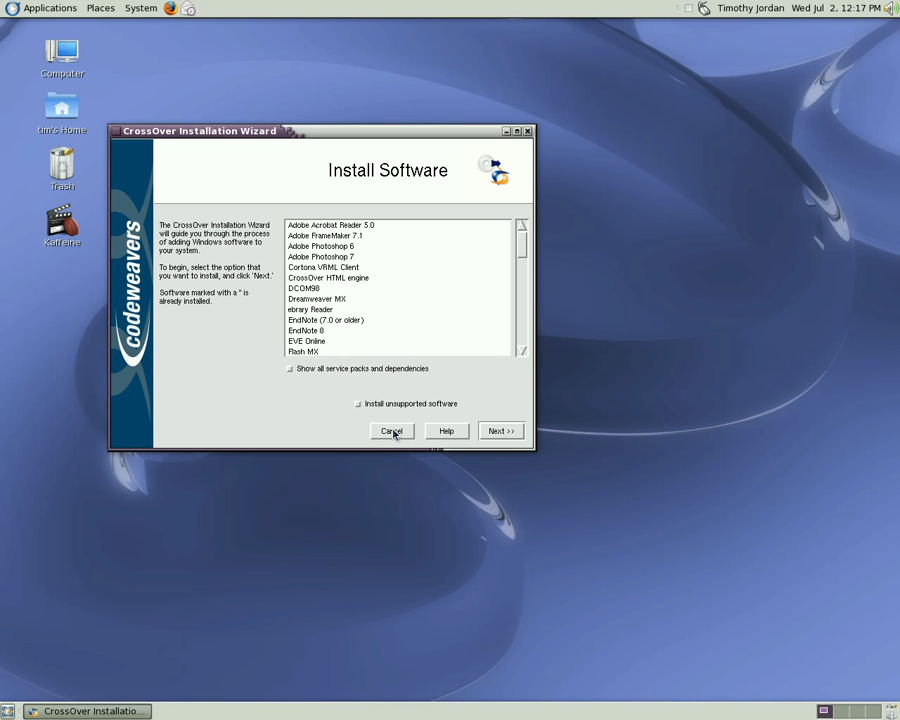 Applications Places System
Timothy Jordan Wed Jul 2, 12:17 PM
Computer
tim's Home
Trash
Kaffeine
CrossOver Installation Wizard
Install Software
codeweavers
The CrossOver Installation Wizard
will guide you through the process
of adding Windows software to
your system.
To begin, select the option that
you want to install, and click 'Next.'
Software marked with a * is
already installed.
Adobe Acrobat Reader 5.0
Adobe FrameMaker 7.1
Adobe Photoshop 6
Adobe Photoshop 7
Cortona VRML Client
CrossOver HTML engine
DCOM98
Dreamweaver MX
ebrary Reader
EndNote (7.0 or older)
EndNote 8
EVE Online
Flash MX
Show all service packs and dependencies
Install unsupported software
Cancel Help Next >>
CrossOver Installatio...